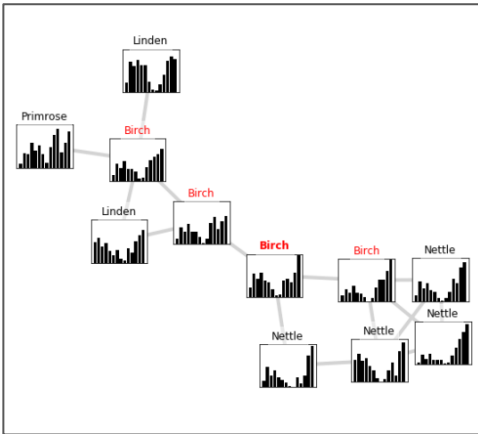 Linden
Primrose
Birch
Birch
Linden
Birch
Birch
Nettle
Nettle
Nettle
Nettle